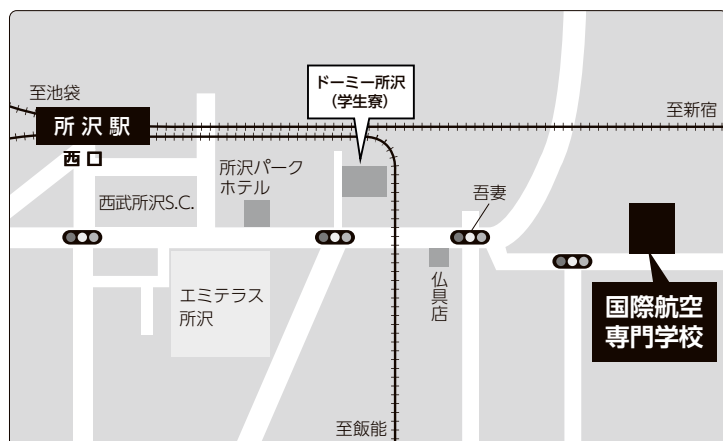 至池袋
所沢駅
西口
ドーミー所沢
(学生寮)
至新宿
西武所沢S.C.
所沢パーク
ホテル
吾妻
エミテラス
所沢
仏具店
国際航空
専門学校
至飯能